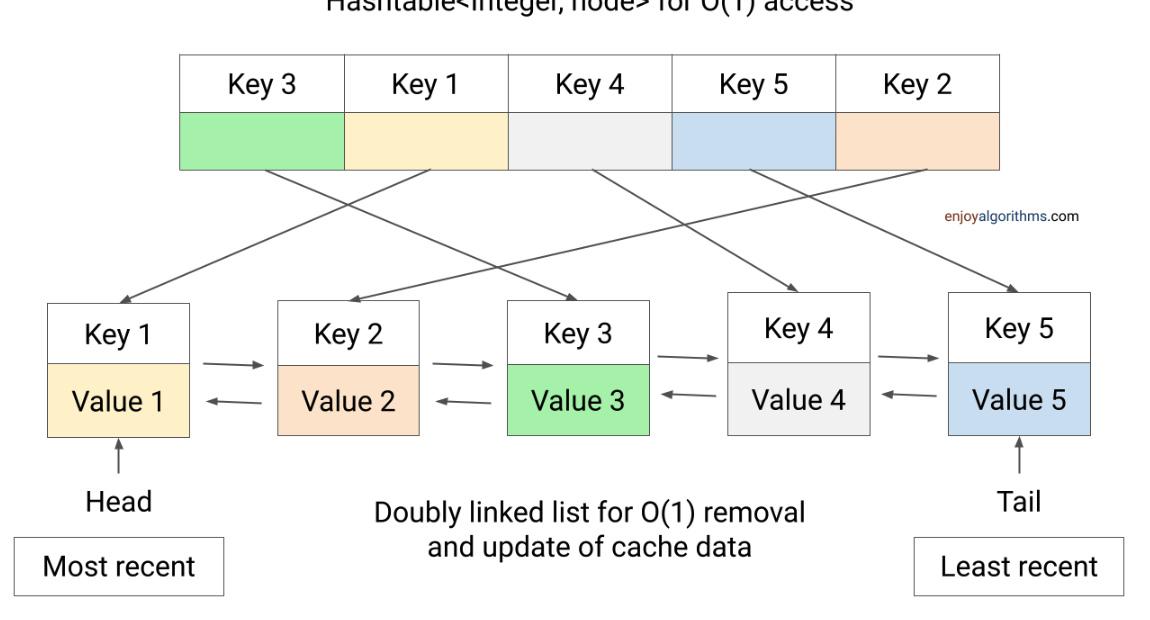 Hashtable<Integer, node> for O(1) access
Key 3
Key 1
Key 4
Key 5
Key 2
enjoyalgorithms.com
Key 1
Key 2
Key 3
Key 4
Key 5
Value 1
Value 2
Value 3
Value 4
Value 5
Head
Doubly linked list for O(1) removal
and update of cache data
Tail
Most recent
Least recent